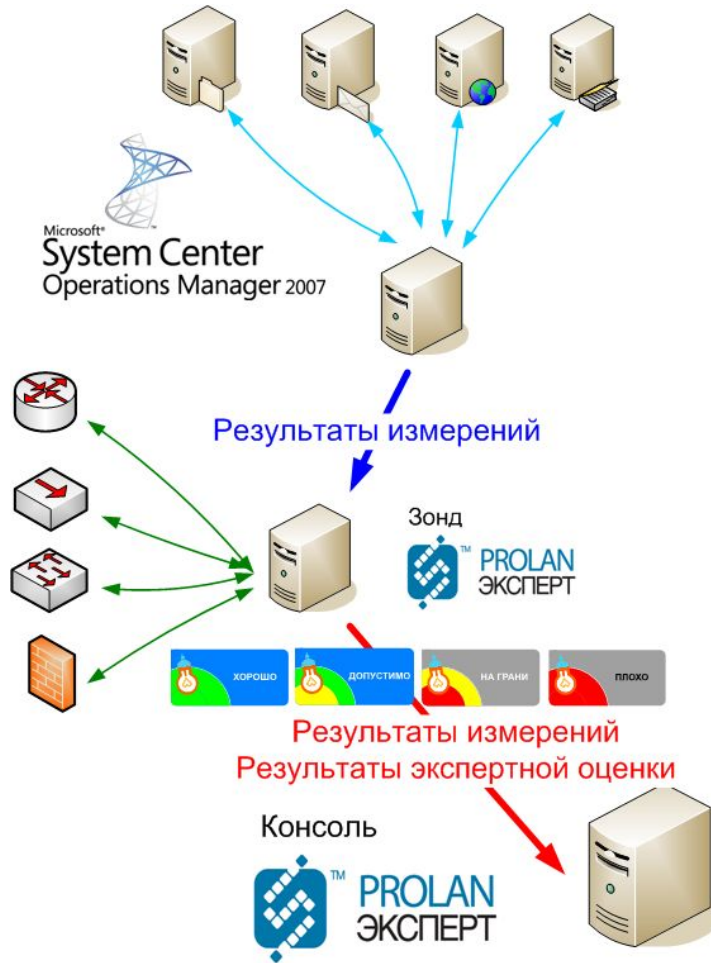 Microsoft®
System Center
Operations Manager 2007
Результаты измерений
Зонд
™ PROLAN
ЭКСПЕРТ
ХОРОШО
ДОПУСТИМО
НА ГРАНИ
ПЛОХО
Результаты измерений
Результаты экспертной оценки
Консоль
™ PROLAN
ЭКСПЕРТ